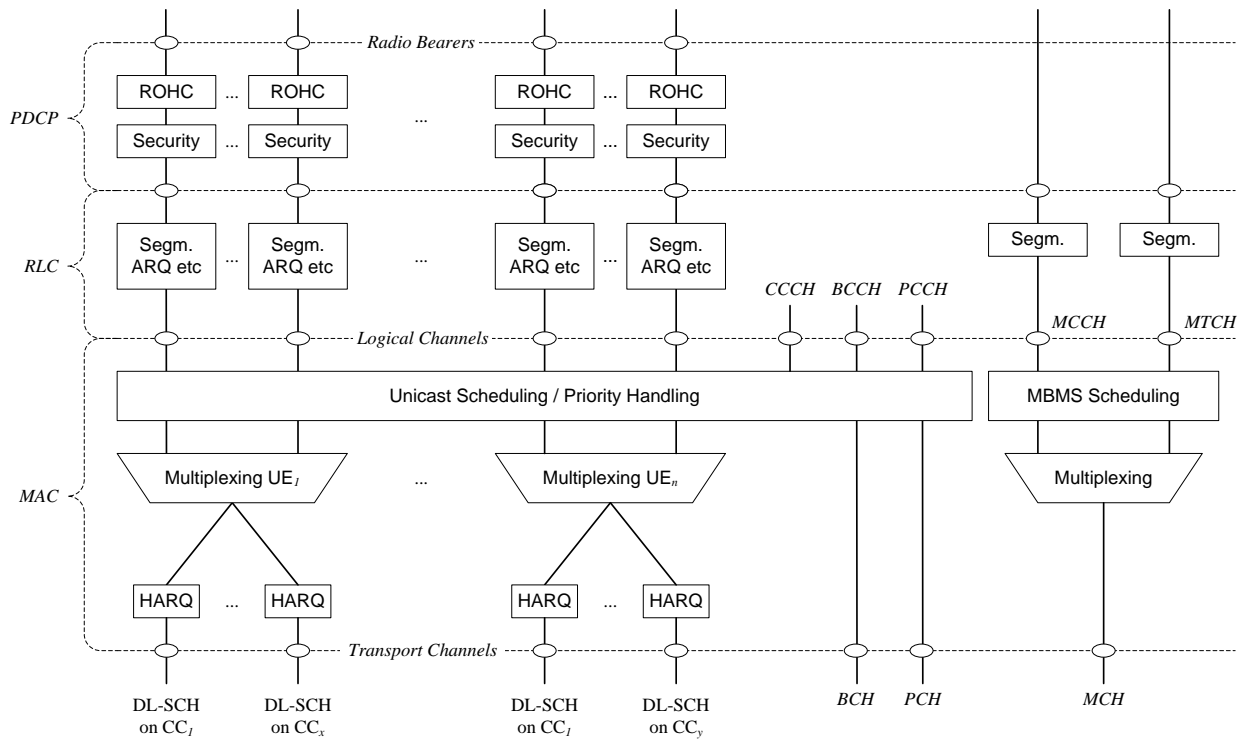 Radio Bearers
ROHC ... ROHC ROHC ... ROHC
PDCP ...
Security ... Security Security ... Security
Segm. ARQ etc ... Segm. ARQ etc ... Segm. ARQ etc ... Segm. ARQ etc Segm. Segm.
RLC
CCCH BCCH PCCH
MCCH MTCH
Logical Channels
Unicast Scheduling / Priority Handling MBMS Scheduling
Multiplexing UE1 ... Multiplexing UEn Multiplexing
MAC
HARQ ... HARQ HARQ ... HARQ
Transport Channels
DL-SCH on CC1 DL-SCH on CCx DL-SCH on CC1 DL-SCH on CCy BCH PCH MCH